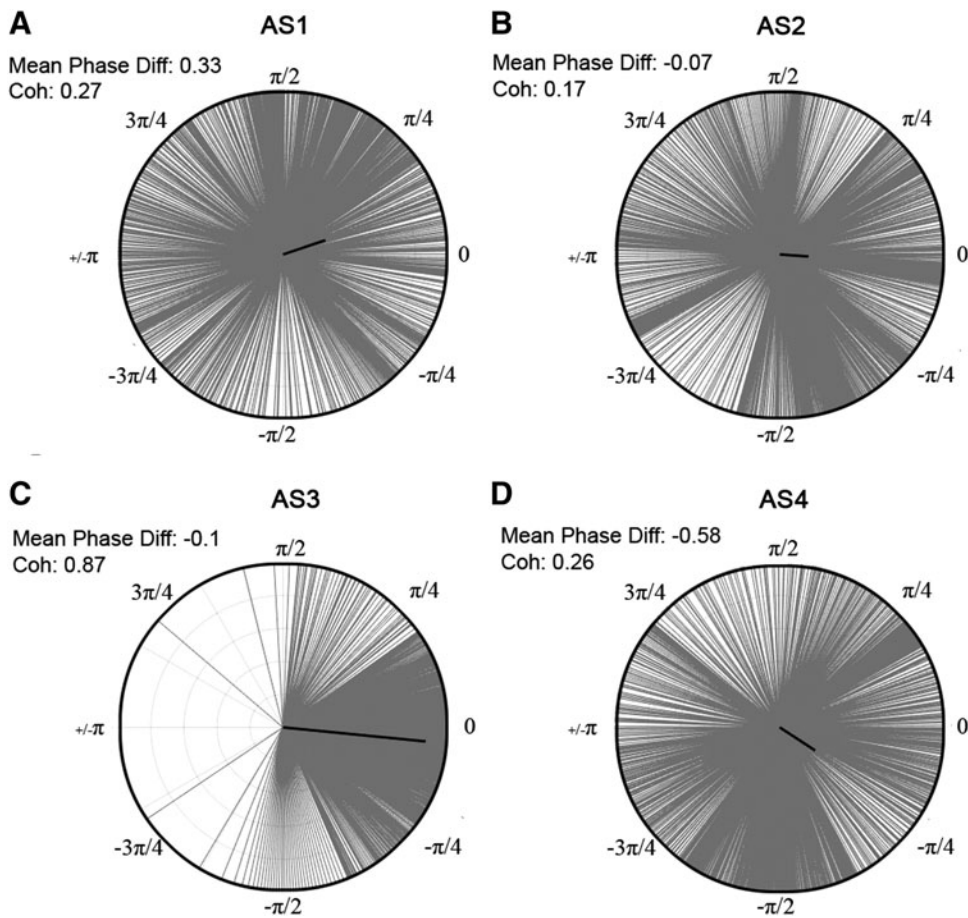 A
AS1
Mean Phase Diff: 0.33
Coh: 0.27
π/2
3π/4
π/4
+/-π
0
-3π/4
-π/4
-π/2
B
AS2
Mean Phase Diff: -0.07
Coh: 0.17
π/2
3π/4
π/4
+/-π
0
-3π/4
-π/4
-π/2
C
AS3
Mean Phase Diff: -0.1
Coh: 0.87
π/2
3π/4
π/4
+/-π
0
-3π/4
-π/4
-π/2
D
AS4
Mean Phase Diff: -0.58
Coh: 0.26
π/2
3π/4
π/4
+/-π
0
-3π/4
-π/4
-π/2